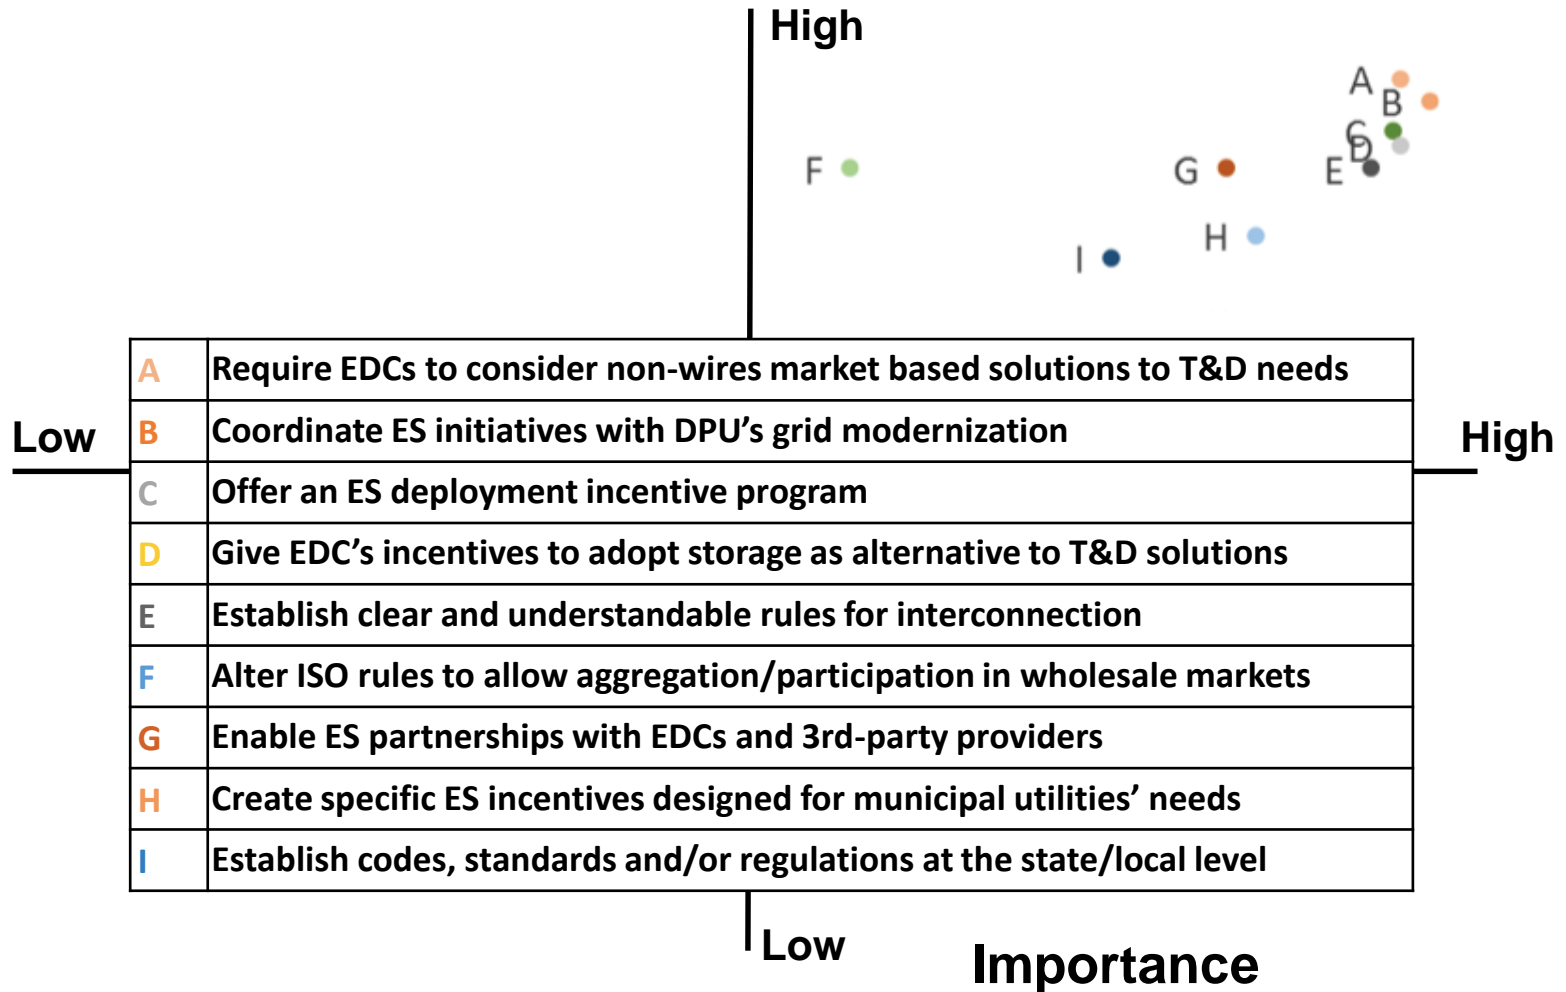 High
A
B
C
D
F
G
E
H
I
A Require EDCs to consider non-wires market based solutions to T&D needs
Low
B Coordinate ES initiatives with DPU’s grid modernization
High
C Offer an ES deployment incentive program
D Give EDC’s incentives to adopt storage as alternative to T&D solutions
E Establish clear and understandable rules for interconnection
F Alter ISO rules to allow aggregation/participation in wholesale markets
G Enable ES partnerships with EDCs and 3rd-party providers
H Create specific ES incentives designed for municipal utilities’ needs
I Establish codes, standards and/or regulations at the state/local level
Low
Importance